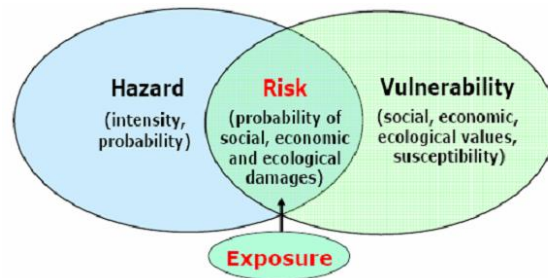 Hazard
(intensity,
probability)
Risk
(probability of
social, economic
and ecological
damages)
Vulnerability
(social, economic,
ecological values,
susceptibility)
Exposure